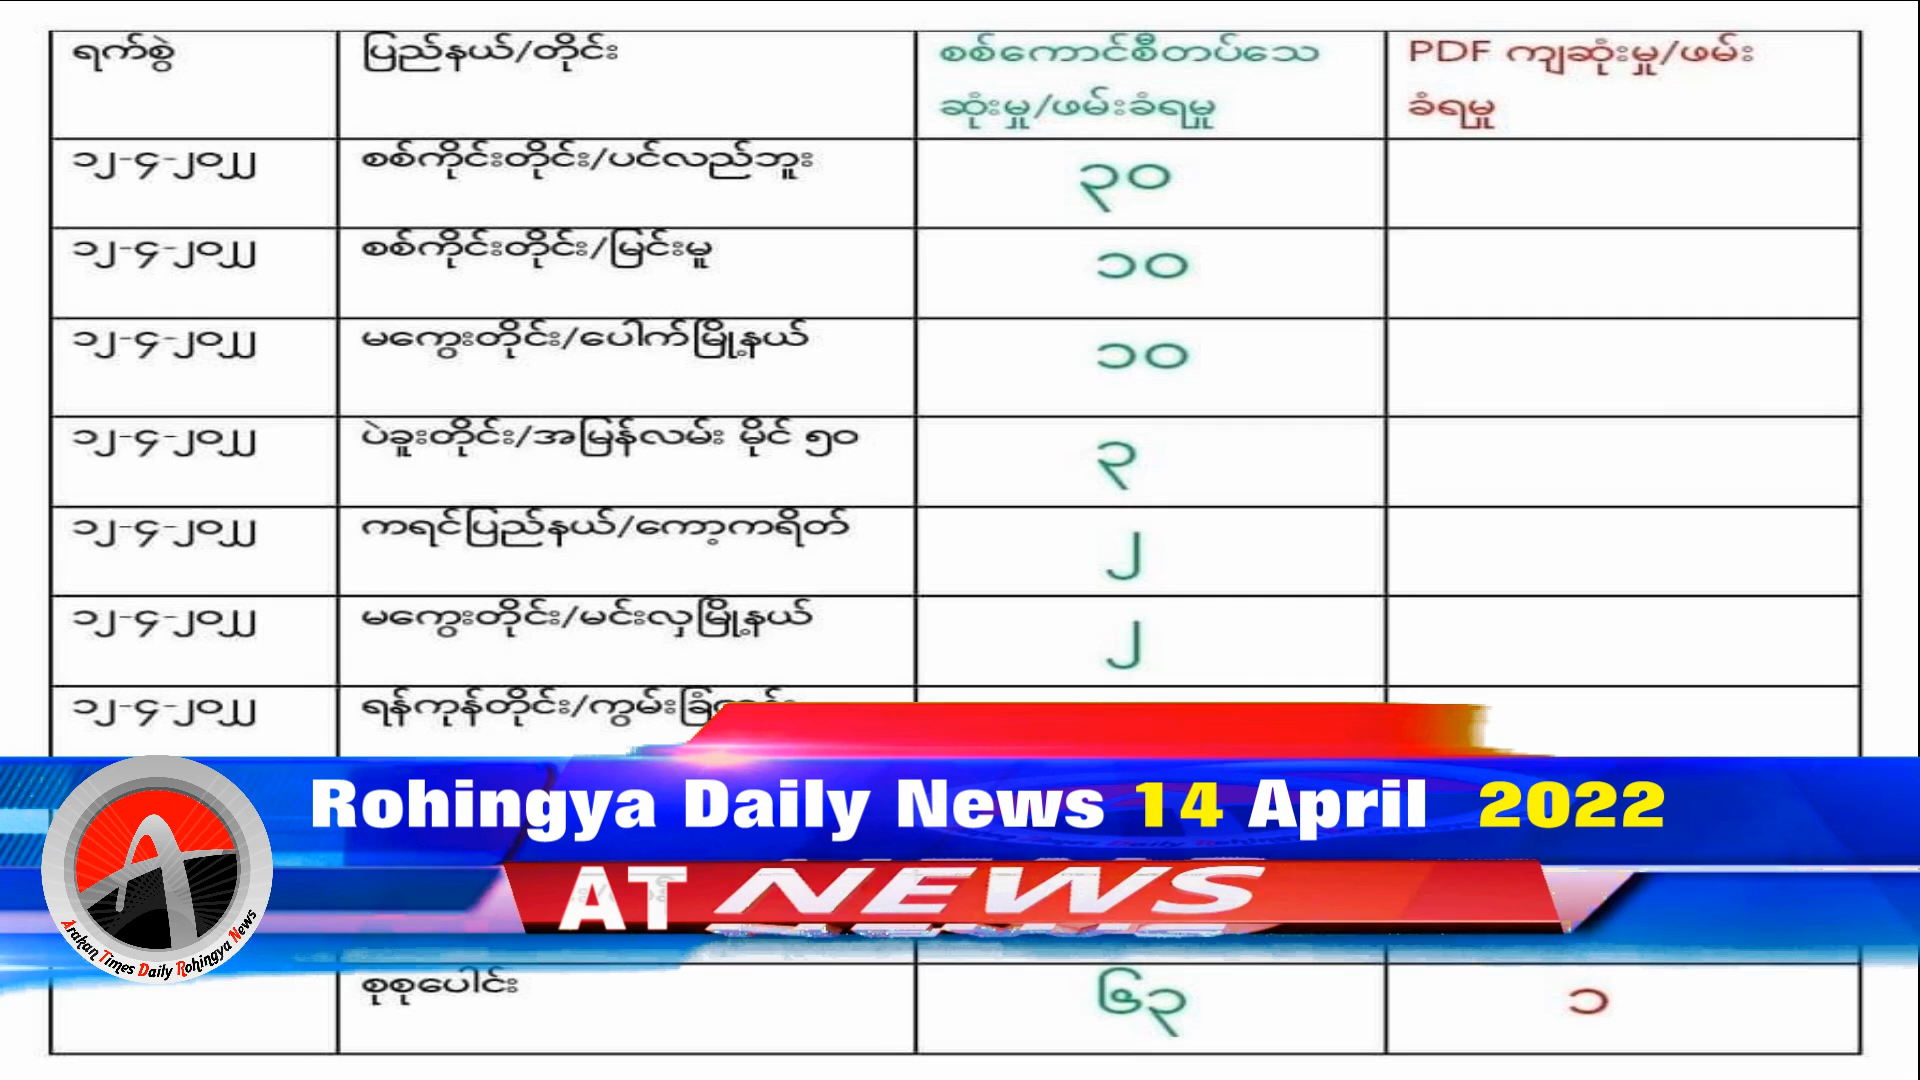 ရက်စွဲ
ပြည်နယ်/တိုင်း
စစ်ကောင်စီတပ်သေ
ဆုံးမှု/ဖမ်းခံရမှု
PDF ကျဆုံးမှု/ဖမ်း
ခံရမှု
၁၂-၄-၂၀၂၂
စစ်ကိုင်းတိုင်း/ပင်လည်ဘူး
၃၀
၁၂-၄-၂၀၂၂
စစ်ကိုင်းတိုင်း/မြင်းမူ
၁၀
၁၂-၄-၂၀၂၂
မကွေးတိုင်း/ပေါက်မြို့နယ်
၁၀
၁၂-၄-၂၀၂၂
ပဲခူးတိုင်း/အမြန်လမ်း မိုင် ၅၀
၃
၁၂-၄-၂၀၂၂
ကရင်ပြည်နယ်/ကော့ကရိတ်
၂
၁၂-၄-၂၀၂၂
မကွေးတိုင်း/မင်းလှမြို့နယ်
၂
၁၂-၄-၂၀၂၂
ရန်ကုန်တိုင်း/ကွမ်းခြံ
Rohingya Daily News 14 April 2022
AT NEWS
Arakan Times Daily Rohingya News
စုစုပေါင်း
၆၃
၁